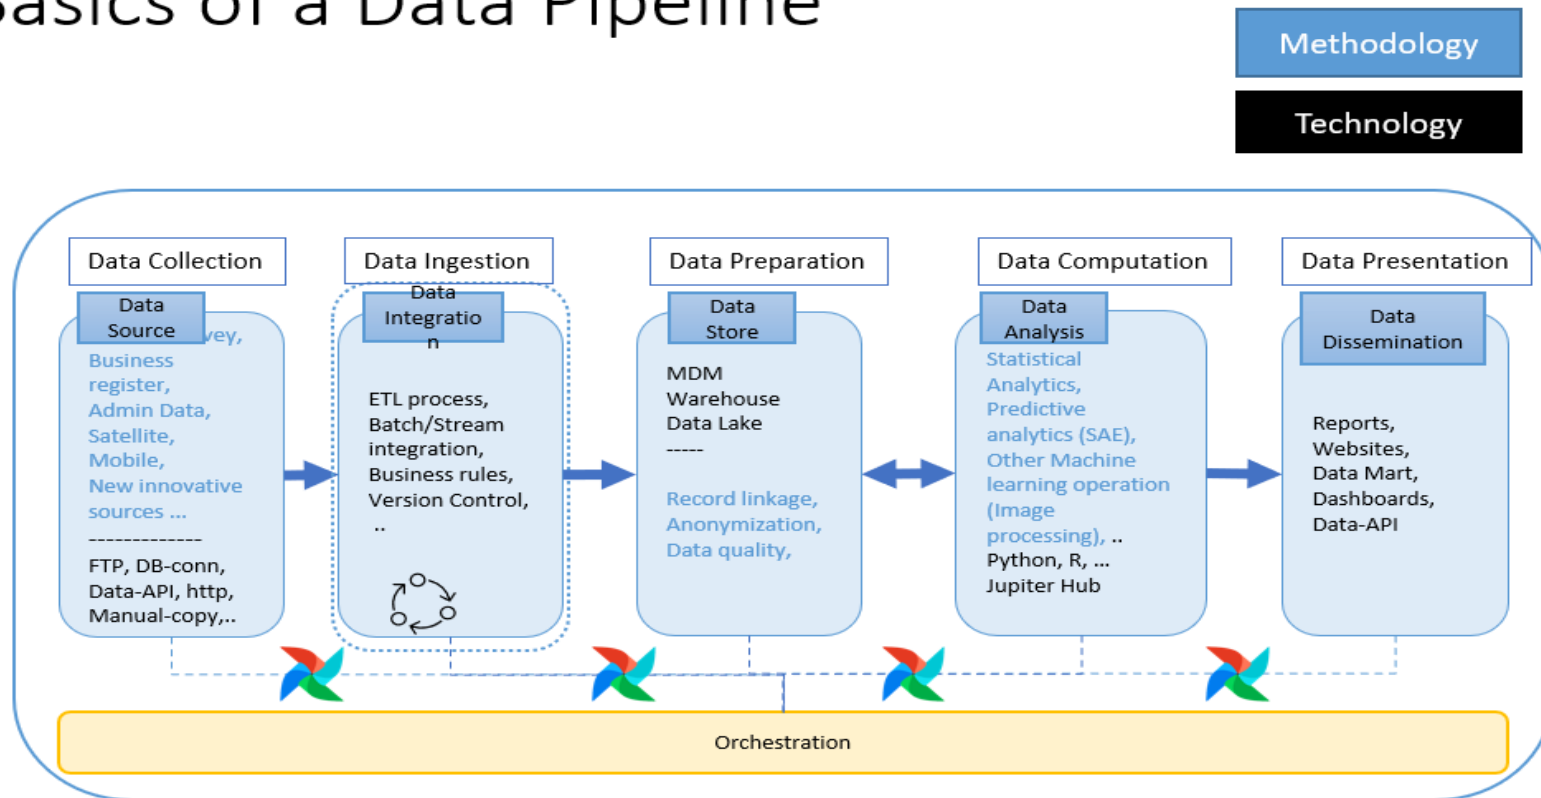 Basics of a Data Pipeline
Methodology
Technology
Data Collection
Data
Source
vey,
Business
register,
Admin Data,
Satellite,
Mobile,
New innovative
sources ...
-------------
FTP, DB-conn,
Data-API, http,
Manual-copy,..
Data Ingestion
Data
Integratio
n
ETL process,
Batch/Stream
integration,
Business rules,
Version Control,
..
Data Preparation
Data
Store
MDM
Warehouse
Data Lake
-----
Record linkage,
Anonymization,
Data quality,
Data Computation
Data
Analysis
Statistical
Analytics,
Predictive
analytics (SAE),
Other Machine
learning operation
(Image
processing), ..
Python, R, ...
Jupiter Hub
Data Presentation
Data
Dissemination
Reports,
Websites,
Data Mart,
Dashboards,
Data-API
Orchestration